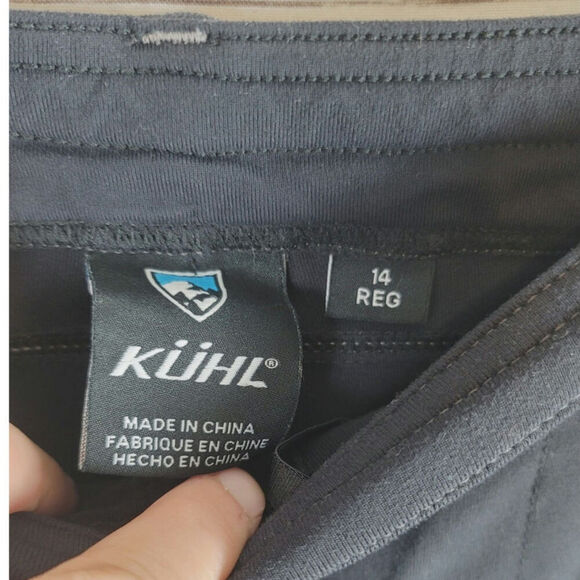 14
REG
KÜHL®
MADE IN CHINA
FABRIQUE EN CHINE
HECHO EN CHINA